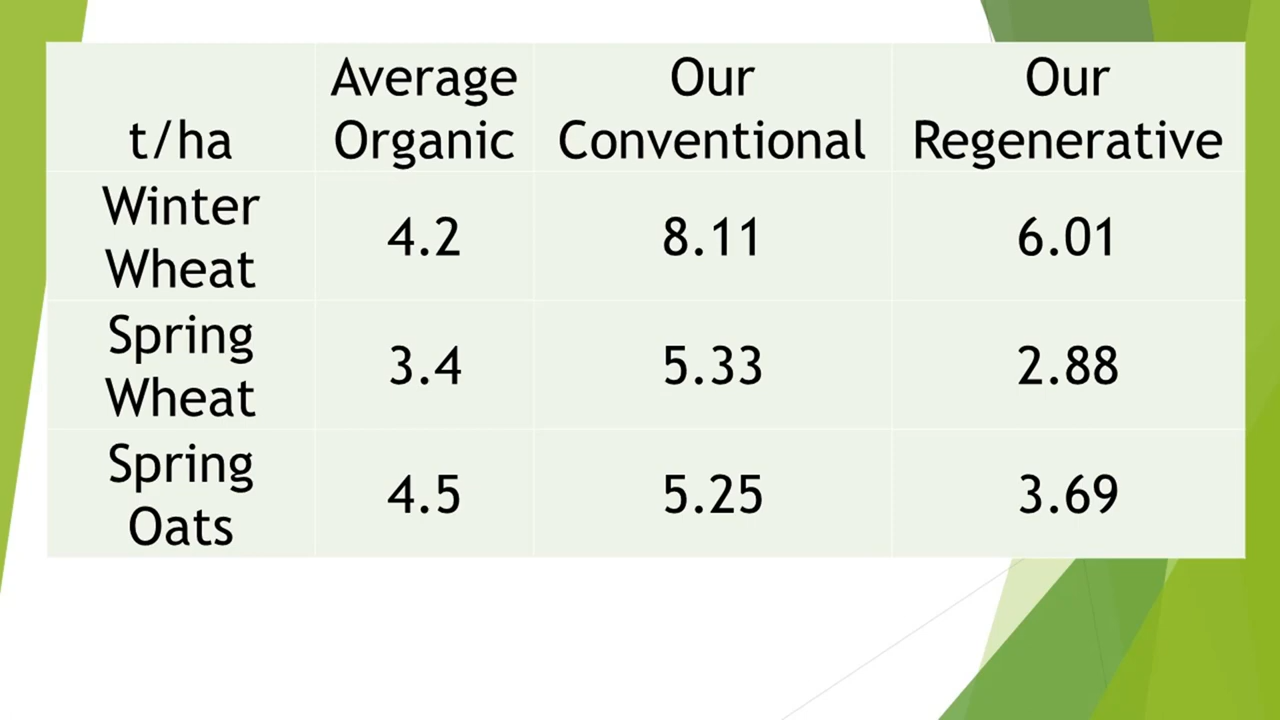 t/ha Average Organic Our Conventional Our Regenerative
Winter Wheat 4.2 8.11 6.01
Spring Wheat 3.4 5.33 2.88
Spring Oats 4.5 5.25 3.69